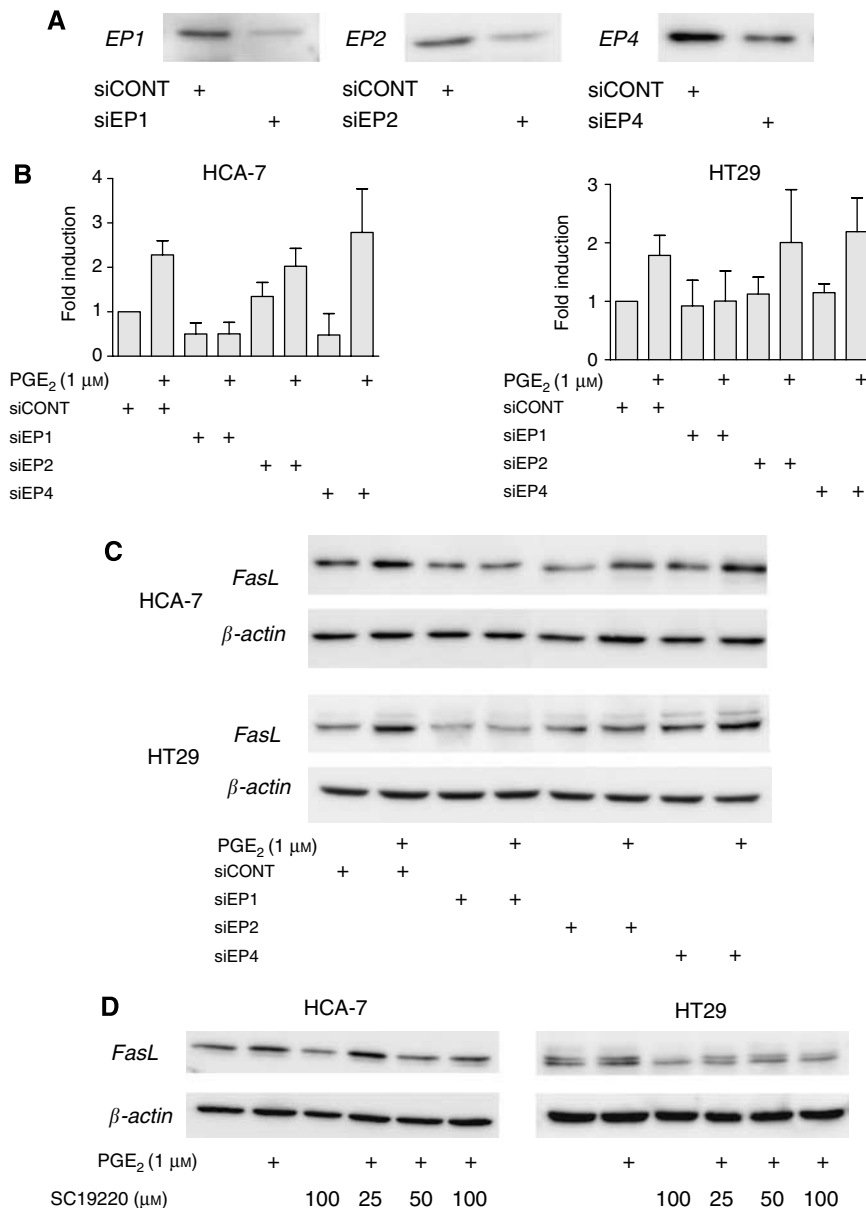 A
EP1 EP2 EP4
siCONT + siCONT + siCONT +
siEP1 + siEP2 + siEP4 +
B
HCA-7 HT29
4
3
2
1
0
Fold induction
3
2
1
0
Fold induction
PGE₂ (1 μM) + + + + PGE₂ (1 μM) + + + +
siCONT + + siCONT + +
siEP1 + + siEP1 + +
siEP2 + + siEP2 + +
siEP4 + + siEP4 + +
C
HCA-7
FasL
β-actin
HT29
FasL
β-actin
PGE₂ (1 μM) + + + +
siCONT + +
siEP1 + +
siEP2 + +
siEP4 + +
D
HCA-7 HT29
FasL
β-actin
PGE₂ (1 μM) + + + + + + + +
SC19220 (μM) 100 25 50 100 100 25 50 100